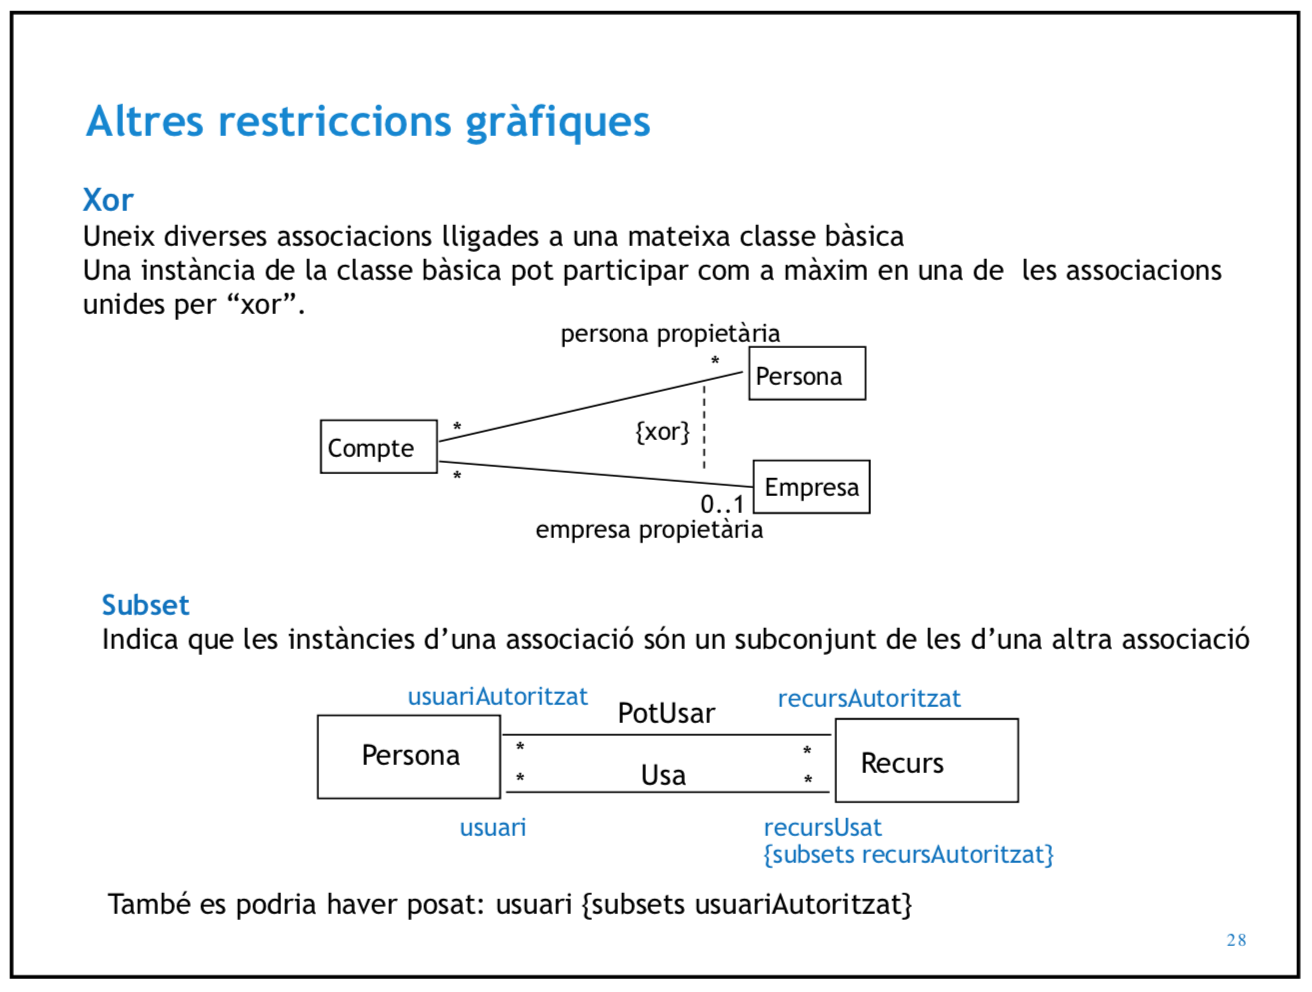 Altres restriccions gràfiques
Xor
Uneix diverses associacions lligades a una mateixa classe bàsica
Una instància de la classe bàsica pot participar com a màxim en una de les associacions
unides per “xor”.
persona propietària
*
Persona
*
{xor}
Compte
*
Empresa
0..1
empresa propietària
Subset
Indica que les instàncies d’una associació són un subconjunt de les d’una altra associació
usuariAutoritzat
PotUsar
recursAutoritzat
Persona
*
*
Recurs
*
Usa
*
usuari
recursUsat
{subsets recursAutoritzat}
També es podria haver posat: usuari {subsets usuariAutoritzat}
28